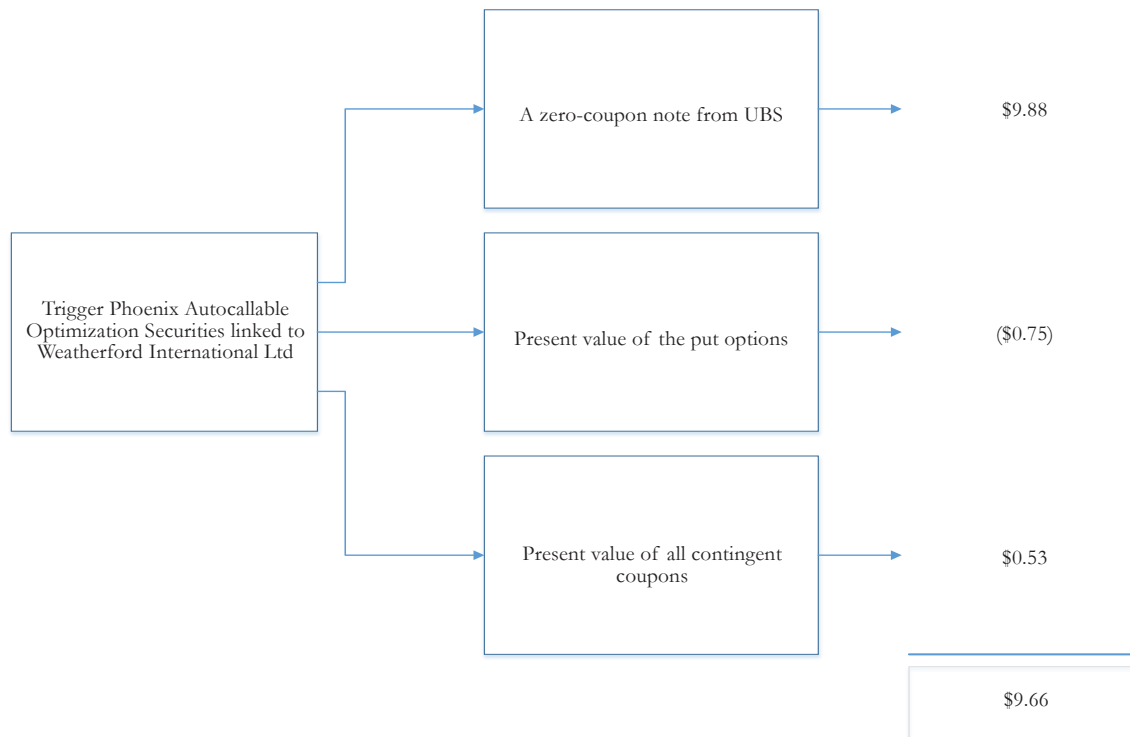 A zero-coupon note from UBS
$9.88
Trigger Phoenix Autocallable
Optimization Securities linked to
Weatherford International Ltd
Present value of the put options
($0.75)
Present value of all contingent
coupons
$0.53
$9.66